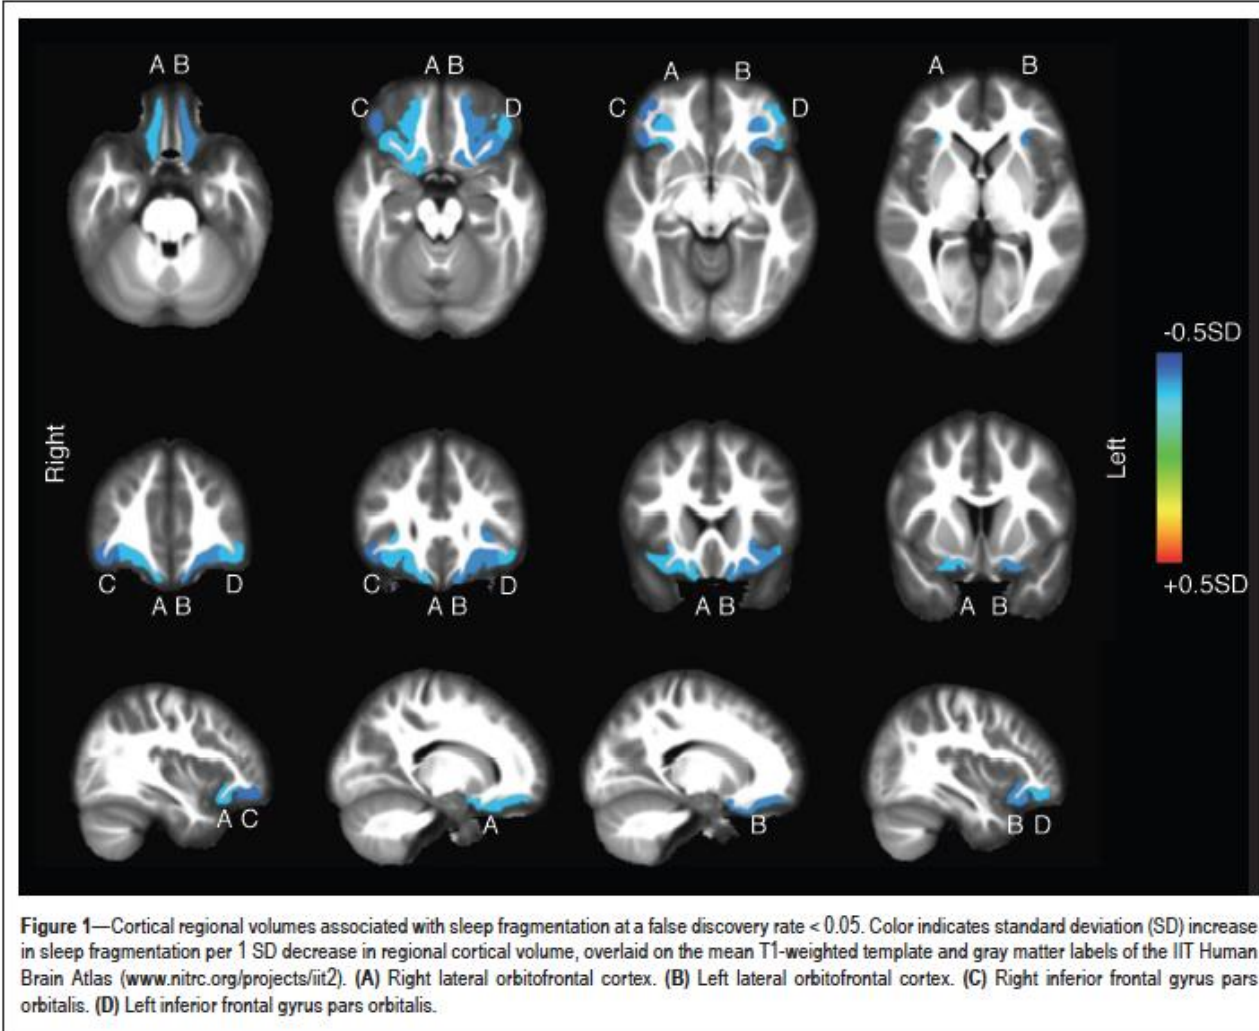 A B
A B
A B
A B
C D
C D
-0.5SD
Right
Left
C D
A B
C D
A B
A B
A B
+0.5SD
A C
A
B
B D
Figure 1—Cortical regional volumes associated with sleep fragmentation at a false discovery rate < 0.05. Color indicates standard deviation (SD) increase
in sleep fragmentation per 1 SD decrease in regional cortical volume, overlaid on the mean T1-weighted template and gray matter labels of the IIT Human
Brain Atlas (www.nitrc.org/projects/iit2). (A) Right lateral orbitofrontal cortex. (B) Left lateral orbitofrontal cortex. (C) Right inferior frontal gyrus pars
orbitalis. (D) Left inferior frontal gyrus pars orbitalis.